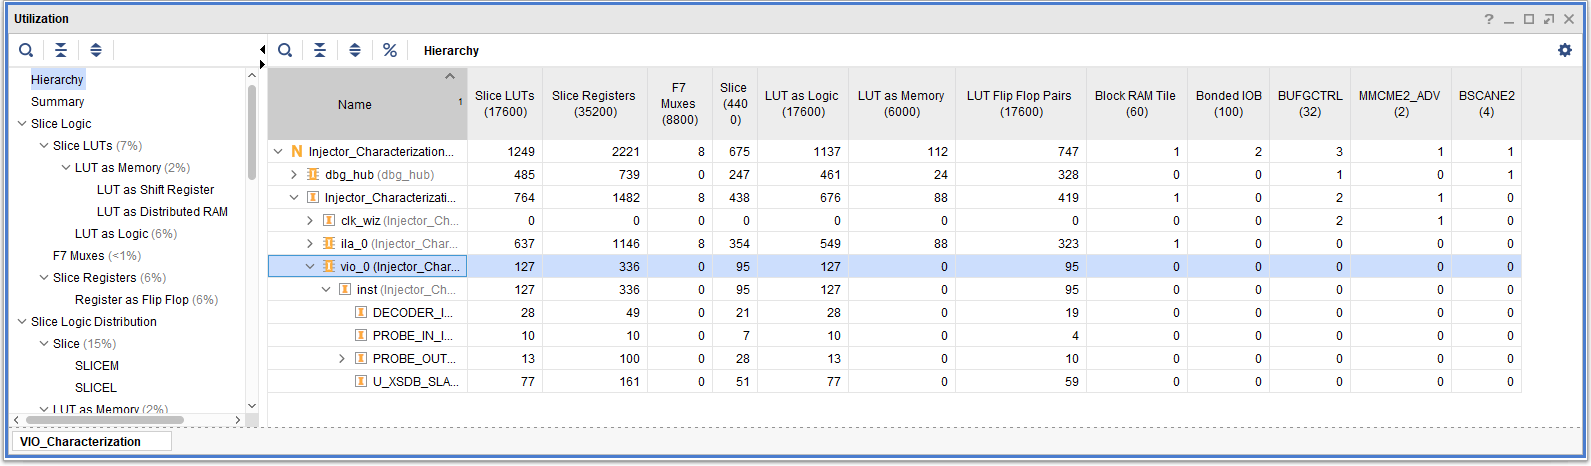 Utilization
Hierarchy
Hierarchy
Summary
Slice Logic
Slice LUTs (7%)
LUT as Memory (2%)
LUT as Shift Register
LUT as Distributed RAM
LUT as Logic (6%)
F7 Muxes (<1%)
Slice Registers (6%)
Register as Flip Flop (6%)
Slice Logic Distribution
Slice (15%)
SLICEM
SLICEL
LUT as Memory (2%)
Name 1 Slice LUTs (17600) Slice Registers (35200) F7 Muxes (8800) Slice (4400) LUT as Logic (17600) LUT as Memory (6000) LUT Flip Flop Pairs (17600) Block RAM Tile (60) Bonded IOB (100) BUFGCTRL (32) MMCME2_ADV (2) BSCANE2 (4)
N Injector_Characterization... 1249 2221 8 675 1137 112 747 1 2 3 1 1
dbg_hub (dbg_hub) 485 739 0 247 461 24 328 0 0 1 0 1
Injector_Characterizati... 764 1482 8 438 676 88 419 1 0 2 1 0
clk_wiz (Injector_Ch... 0 0 0 0 0 0 0 0 0 2 1 0
ila_0 (Injector_Char... 637 1146 8 354 549 88 323 1 0 0 0 0
vio_0 (Injector_Char... 127 336 0 95 127 0 95 0 0 0 0 0
inst (Injector_Ch... 127 336 0 95 127 0 95 0 0 0 0 0
DECODER_I... 28 49 0 21 28 0 19 0 0 0 0 0
PROBE_IN_I... 10 10 0 7 10 0 4 0 0 0 0 0
PROBE_OUT... 13 100 0 28 13 0 10 0 0 0 0 0
U_XSDB_SLA... 77 161 0 51 77 0 59 0 0 0 0 0
VIO_Characterization